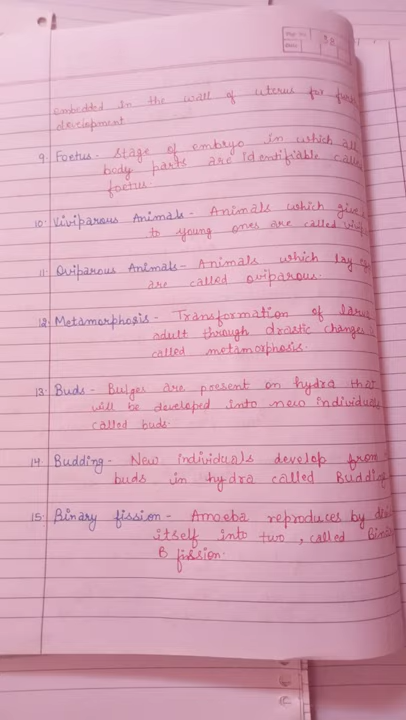 Page No. 38
Date
embedded in the wall of uterus for
development
9. Foetus - Stage of embryo in which all
body parts are identifiable called
foetus.
10. Viviparous Animals - Animals which give
to young ones are called
11. Oviparous Animals - Animals which lay
are called oviparous.
12. Metamorphosis - Transformation of
adult through drastic changes
called metamorphosis.
13. Buds - Bulges are present on hydra that
will be developed into new individuals
called buds.
14. Budding - New individuals develop from
buds in hydra called Budding
15. Binary fission - Amoeba reproduces by
itself into two, called
B fission.